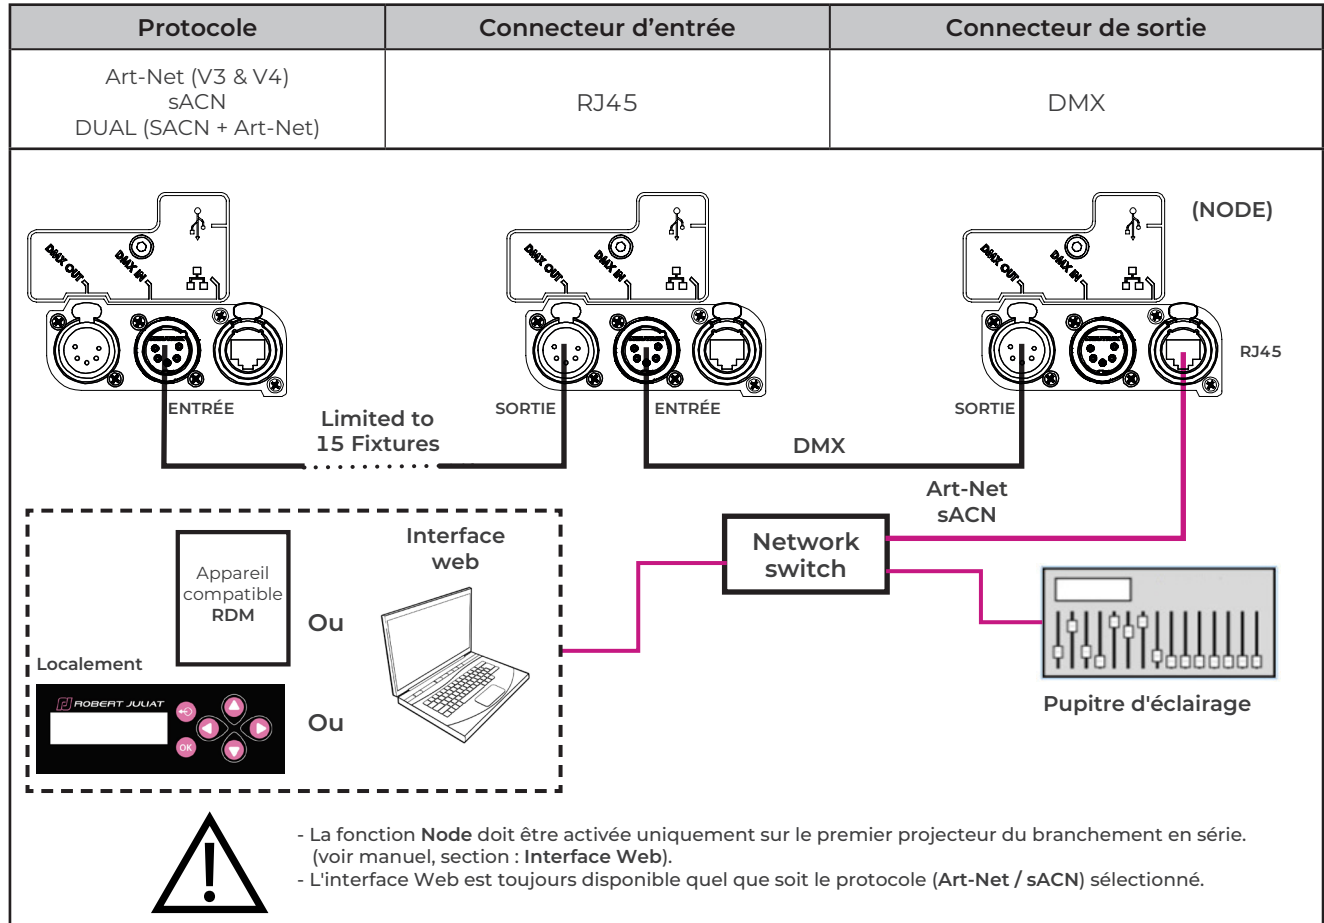 Protocole
Connecteur d'entrée
Connecteur de sortie
Art-Net (V3 & V4)
sACN
DUAL (SACN + Art-Net)
RJ45
DMX
DMX OUT
DMX IN
DMX OUT
DMX IN
DMX OUT
DMX IN
(NODE)
RJ45
ENTRÉE
SORTIE
ENTRÉE
SORTIE
Limited to
15 Fixtures
DMX
Art-Net
sACN
Network
switch
Interface
web
Appareil
compatible
RDM
Ou
Localement
ROBERT JULIAT
OK
Ou
Pupitre d'éclairage
- La fonction Node doit être activée uniquement sur le premier projecteur du branchement en série.
(voir manuel, section : Interface Web).
- L'interface Web est toujours disponible quel que soit le protocole (Art-Net / sACN) sélectionné.